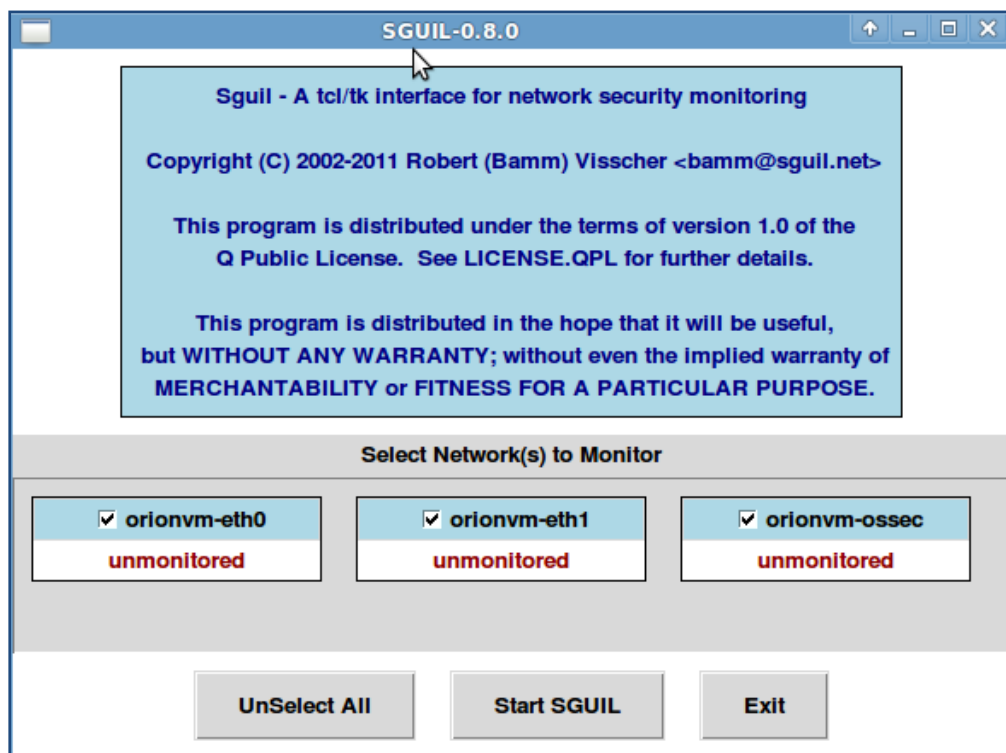 SGUIL-0.8.0
Sguil - A tcl/tk interface for network security monitoring
Copyright (C) 2002-2011 Robert (Bamm) Visscher <bamm@sguil.net>
This program is distributed under the terms of version 1.0 of the
Q Public License.  See LICENSE.QPL for further details.
This program is distributed in the hope that it will be useful,
but WITHOUT ANY WARRANTY; without even the implied warranty of
MERCHANTABILITY or FITNESS FOR A PARTICULAR PURPOSE.
Select Network(s) to Monitor
orionvm-eth0 orionvm-eth1 orionvm-ossec
unmonitored unmonitored unmonitored
UnSelect All Start SGUIL Exit